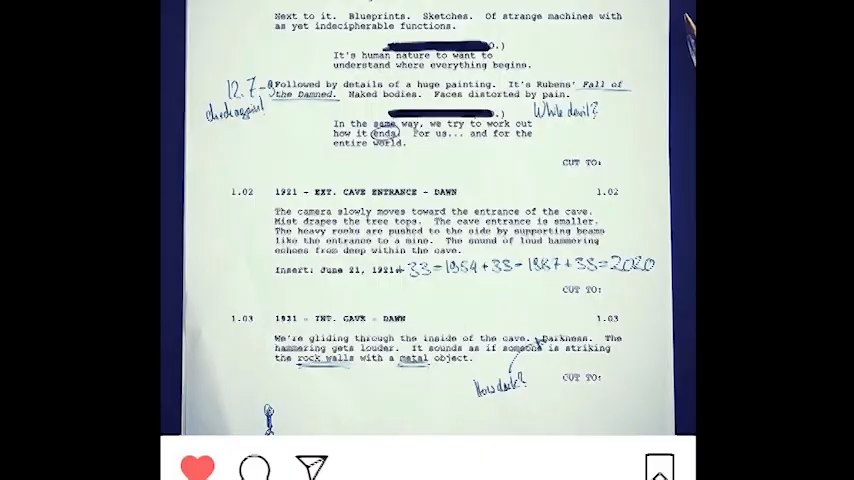 Next to it. Blueprints. Sketches. Of strange machines with
as yet indecipherable functions.
O.)
It's human nature to want to
understand where everything begins.
12.7-9
Followed by details of a huge painting. It's Rubens' Fall of
the Damned. Naked bodies. Faces distorted by pain.
check again!
.)
While devil?
In the same way, we try to work out
how it ends. For us... and for the
entire world.
CUT TO:
1.02 1921 - EXT. CAVE ENTRANCE - DAWN 1.02
The camera slowly moves toward the entrance of the cave.
Mist drapes the tree tops. The cave entrance is smaller.
The heavy rocks are pushed to the side by supporting beams
like the entrance to a mine. The sound of loud hammering
echoes from deep within the cave.
Insert: June 21, 1921 + 33 = 1954 + 33 = 1987 + 33 = 2020
CUT TO:
1.03 1921 - INT. CAVE - DAWN 1.03
We're gliding through the inside of the cave. Darkness. The
hammering gets louder. It sounds as if someone is striking
the rock walls with a metal object.
How dark?
CUT TO: